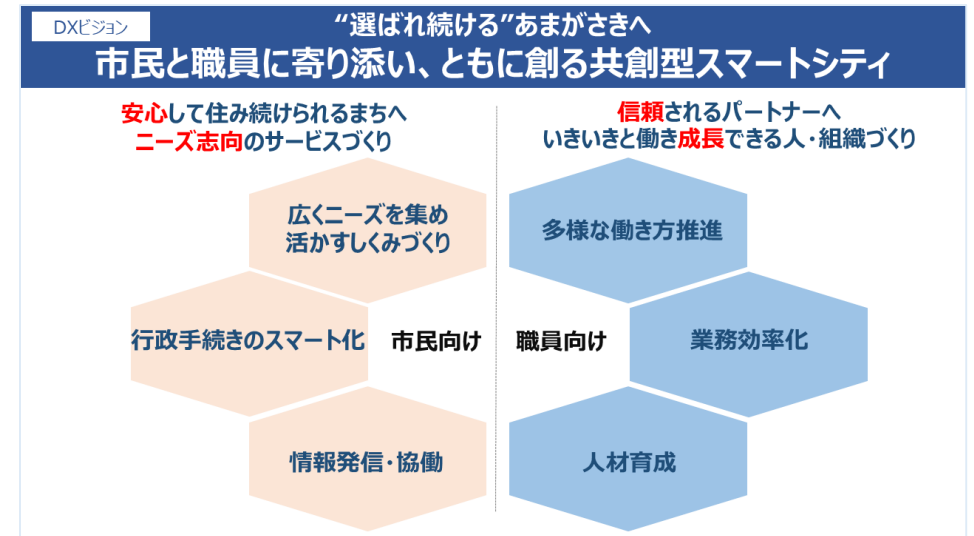 DXビジョン
“選ばれ続ける”あまがさきへ
市民と職員に寄り添い、ともに創る共創型スマートシティ
安心して住み続けられるまちへ
ニーズ志向のサービスづくり
広くニーズを集め
活かすしくみづくり
行政手続きのスマート化
市民向け
情報発信・協働
信頼されるパートナーへ
いきいきと働き成長できる人・組織づくり
多様な働き方推進
職員向け
業務効率化
人材育成